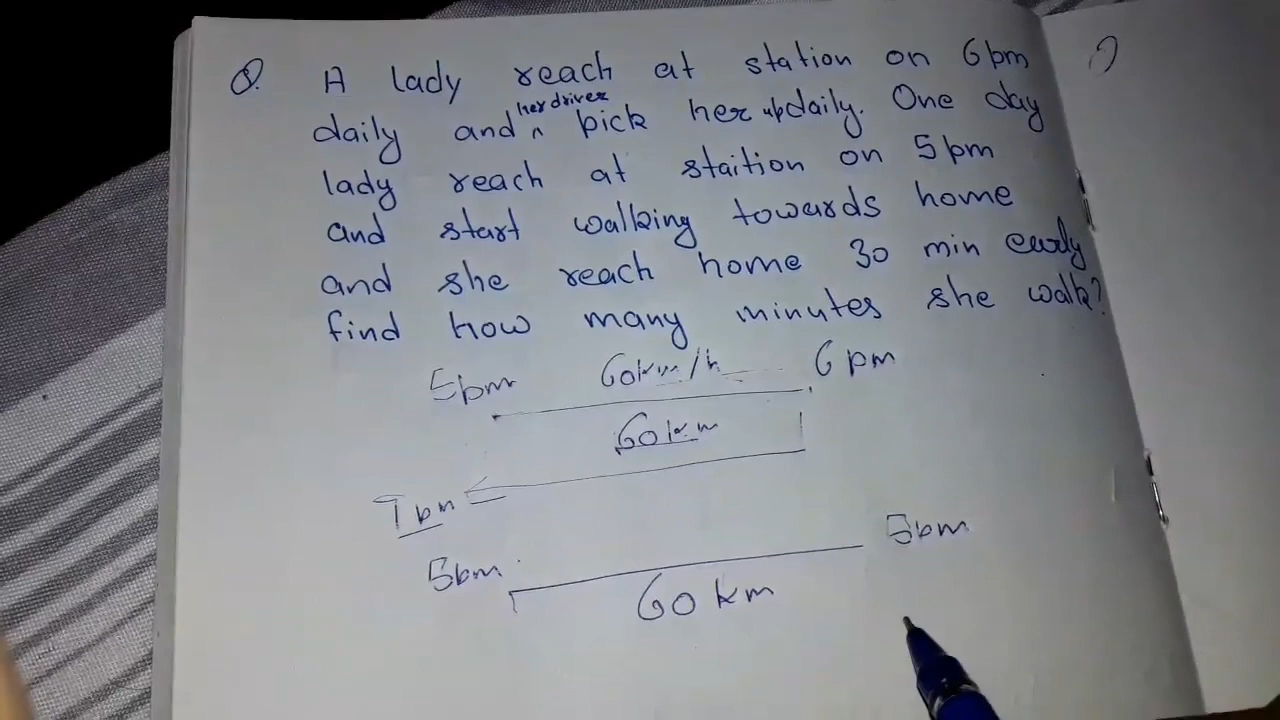 Q. A lady reach at station on 6pm
daily and her driver pick her up daily. One day
lady reach at staition on 5pm
and start walking towards home
and she reach home 30 min early
find how many minutes she walk?
5pm 60km/h 6pm
60km
7pm
5pm 5pm
60 km